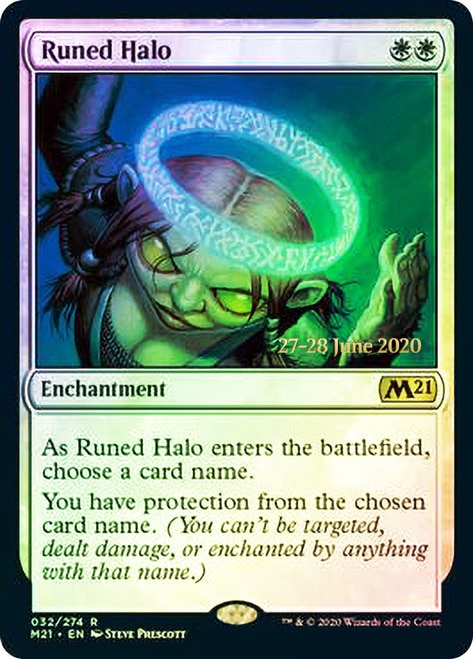 Runed Halo
27-28 June 2020
Enchantment
M21
As Runed Halo enters the battlefield,
choose a card name.
You have protection from the chosen
card name. (You can't be targeted,
dealt damage, or enchanted by anything
with that name.)
032/274 R
M21 • EN Steve Prescott
™ & © 2020 Wizards of the Coast